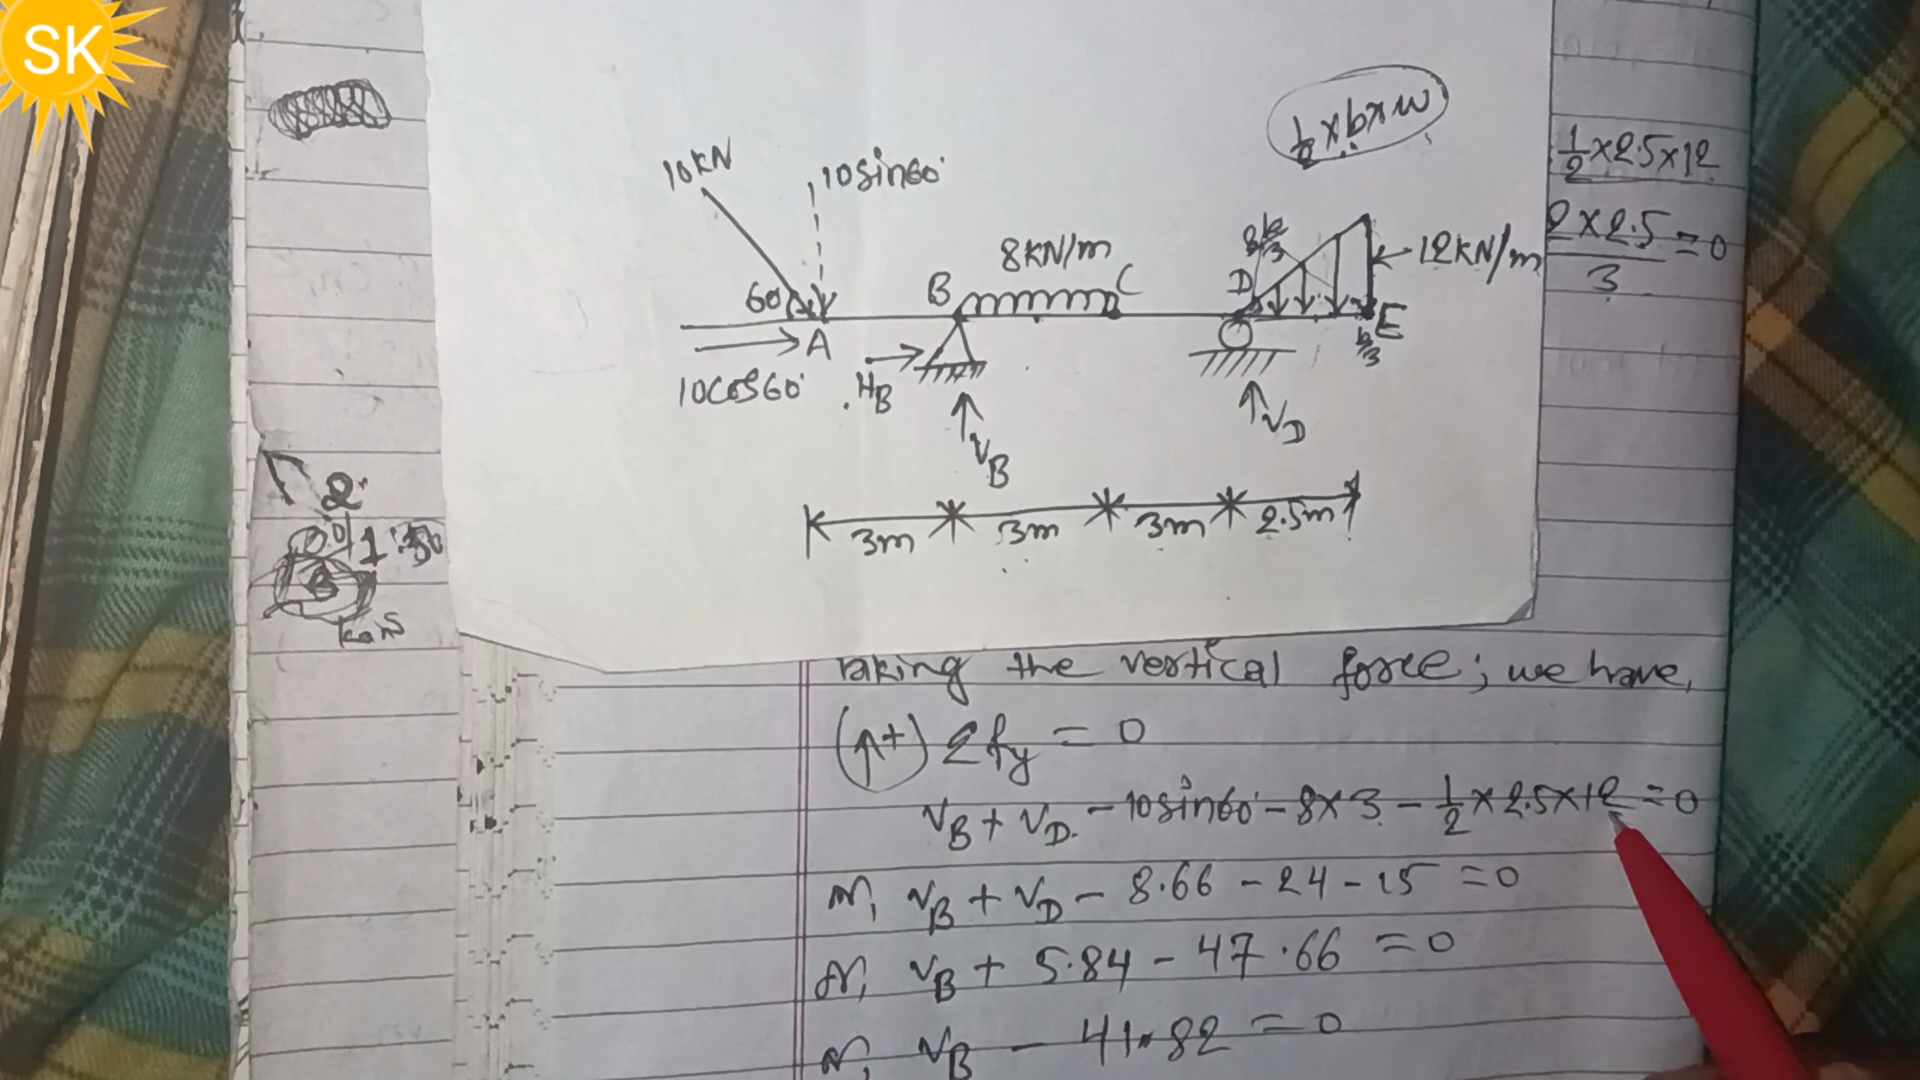 SK
1/2×b×w
1/2×2.5×12
10KN
10sin60°
2×2.5/3=0
8KN/m
12KN/m
60°
B
C
D
A
E
b/3
10cos60°
HB
VD
VB
3m
3m
3m
2.5m
2
Taking the vertical force; we have,
(↑+) Σfy = 0
VB + VD - 10sin60° - 8×3 - 1/2×2.5×12 = 0
or, VB + VD - 8.66 - 24 - 15 = 0
or, VB + 5.84 - 47.66 = 0
or, VB - 41.82 = 0